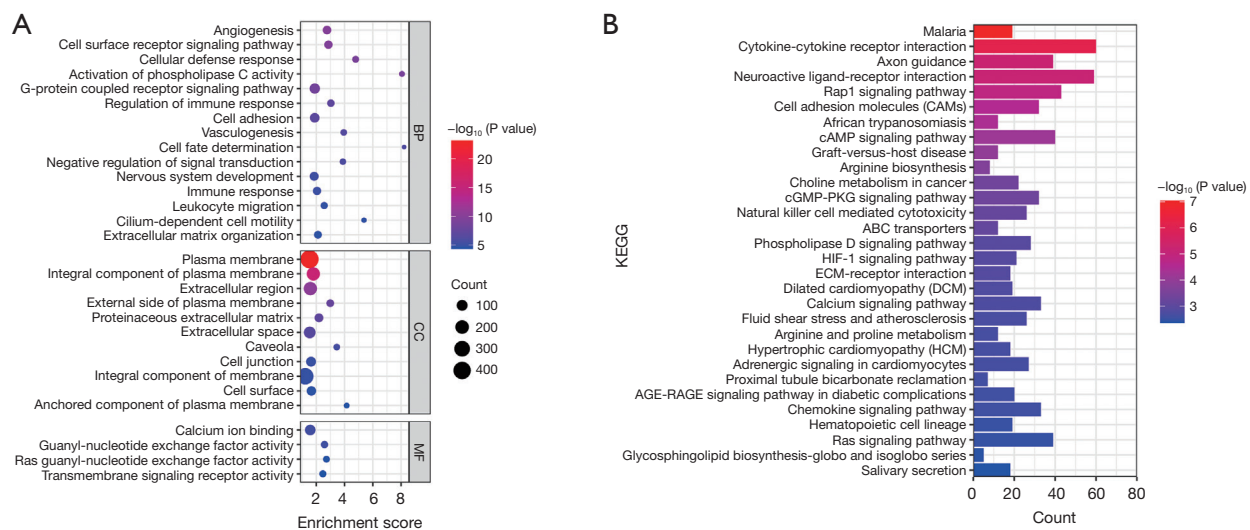 A
Angiogenesis
Cell surface receptor signaling pathway
Cellular defense response
Activation of phospholipase C activity
G-protein coupled receptor signaling pathway
Regulation of immune response
Cell adhesion
Vasculogenesis
Cell fate determination
Negative regulation of signal transduction
Nervous system development
Immune response
Leukocyte migration
Cilium-dependent cell motility
Extracellular matrix organization
BP
Plasma membrane
Integral component of plasma membrane
Extracellular region
External side of plasma membrane
Proteinaceous extracellular matrix
Extracellular space
Caveola
Cell junction
Integral component of membrane
Cell surface
Anchored component of plasma membrane
CC
Calcium ion binding
Guanyl-nucleotide exchange factor activity
Ras guanyl-nucleotide exchange factor activity
Transmembrane signaling receptor activity
MF
2 4 6 8
Enrichment score
−log10 (P value)
20
15
10
5
Count
100
200
300
400
B
KEGG
Malaria
Cytokine-cytokine receptor interaction
Axon guidance
Neuroactive ligand-receptor interaction
Rap1 signaling pathway
Cell adhesion molecules (CAMs)
African trypanosomiasis
cAMP signaling pathway
Graft-versus-host disease
Arginine biosynthesis
Choline metabolism in cancer
cGMP-PKG signaling pathway
Natural killer cell mediated cytotoxicity
ABC transporters
Phospholipase D signaling pathway
HIF-1 signaling pathway
ECM-receptor interaction
Dilated cardiomyopathy (DCM)
Calcium signaling pathway
Fluid shear stress and atherosclerosis
Arginine and proline metabolism
Hypertrophic cardiomyopathy (HCM)
Adrenergic signaling in cardiomyocytes
Proximal tubule bicarbonate reclamation
AGE-RAGE signaling pathway in diabetic complications
Chemokine signaling pathway
Hematopoietic cell lineage
Ras signaling pathway
Glycosphingolipid biosynthesis-globo and isoglobo series
Salivary secretion
0 20 40 60 80
Count
−log10 (P value)
7
6
5
4
3